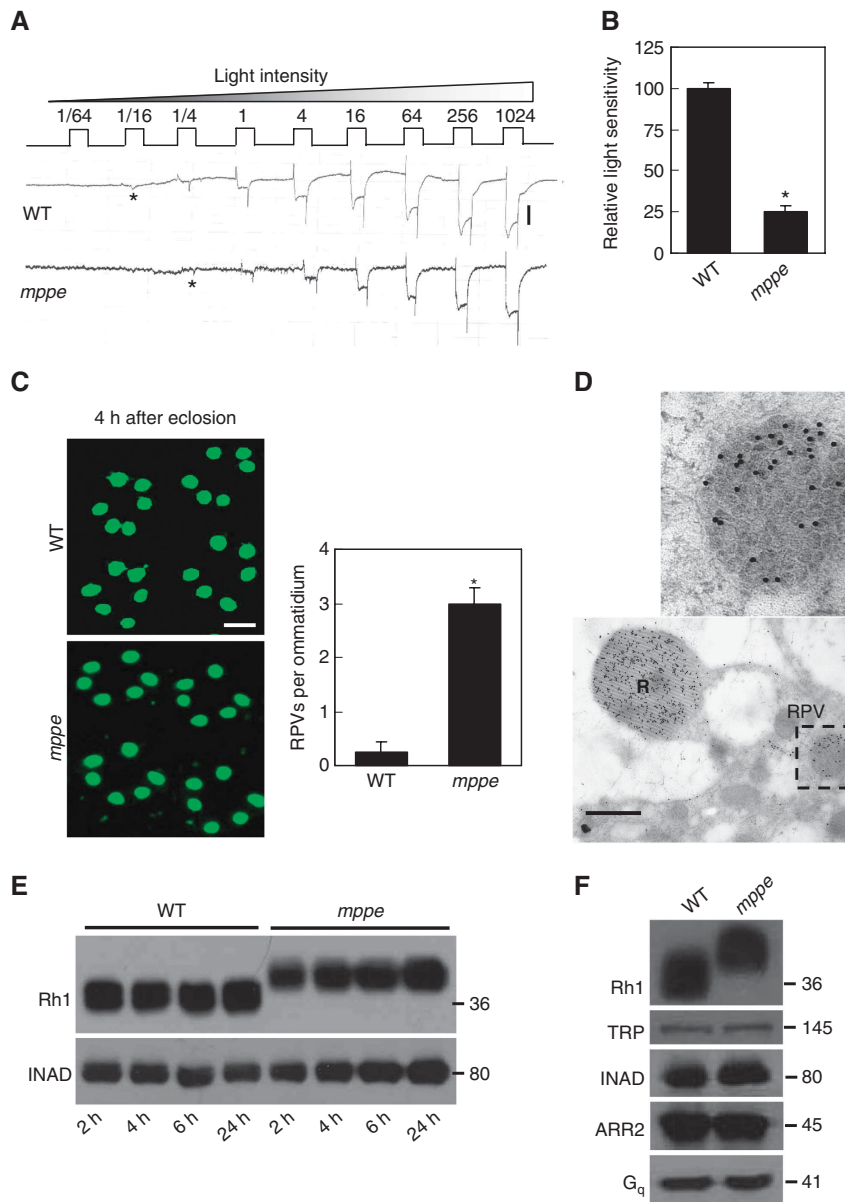 A
Light intensity
1/64 1/16 1/4 1 4 16 64 256 1024
*
WT
*
mppe
B
Relative light sensitivity
125
100
75
50
25
0
*
WT
mppe
C
4 h after eclosion
WT
mppe
RPVs per ommatidium
4
3
2
1
0
*
WT
mppe
D
R
RPV
E
WT mppe
Rh1
36
INAD
80
2 h 4 h 6 h 24 h 2 h 4 h 6 h 24 h
F
WT mppe
Rh1 36
TRP 145
INAD 80
ARR2 45
Gq 41